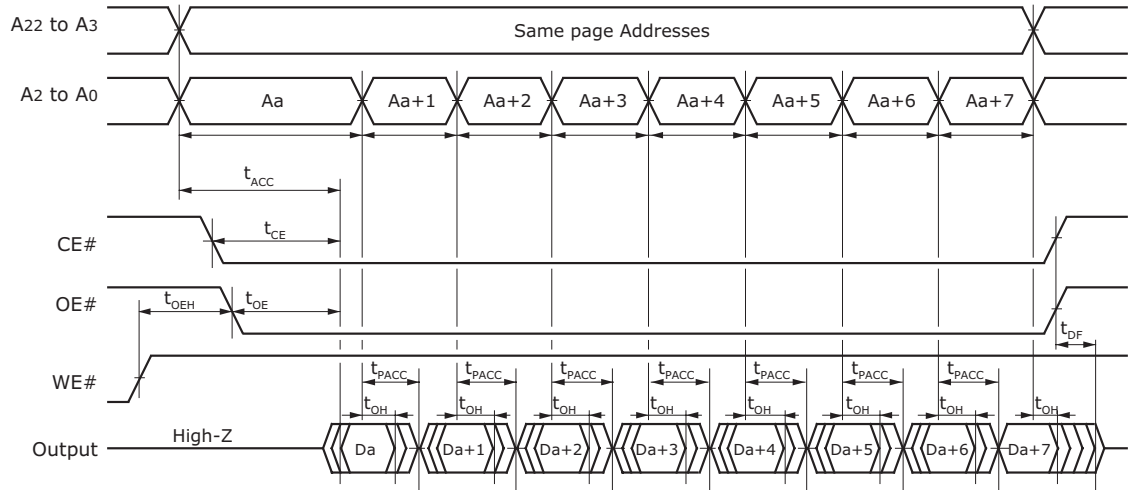 A22 to A3 Same page Addresses
A2 to A0 Aa Aa+1 Aa+2 Aa+3 Aa+4 Aa+5 Aa+6 Aa+7
tACC
CE# tCE
OE# tOEH tOE tDF
WE# tPACC tPACC tPACC tPACC tPACC tPACC tPACC
tOH tOH tOH tOH tOH tOH tOH tOH
Output High-Z Da Da+1 Da+2 Da+3 Da+4 Da+5 Da+6 Da+7